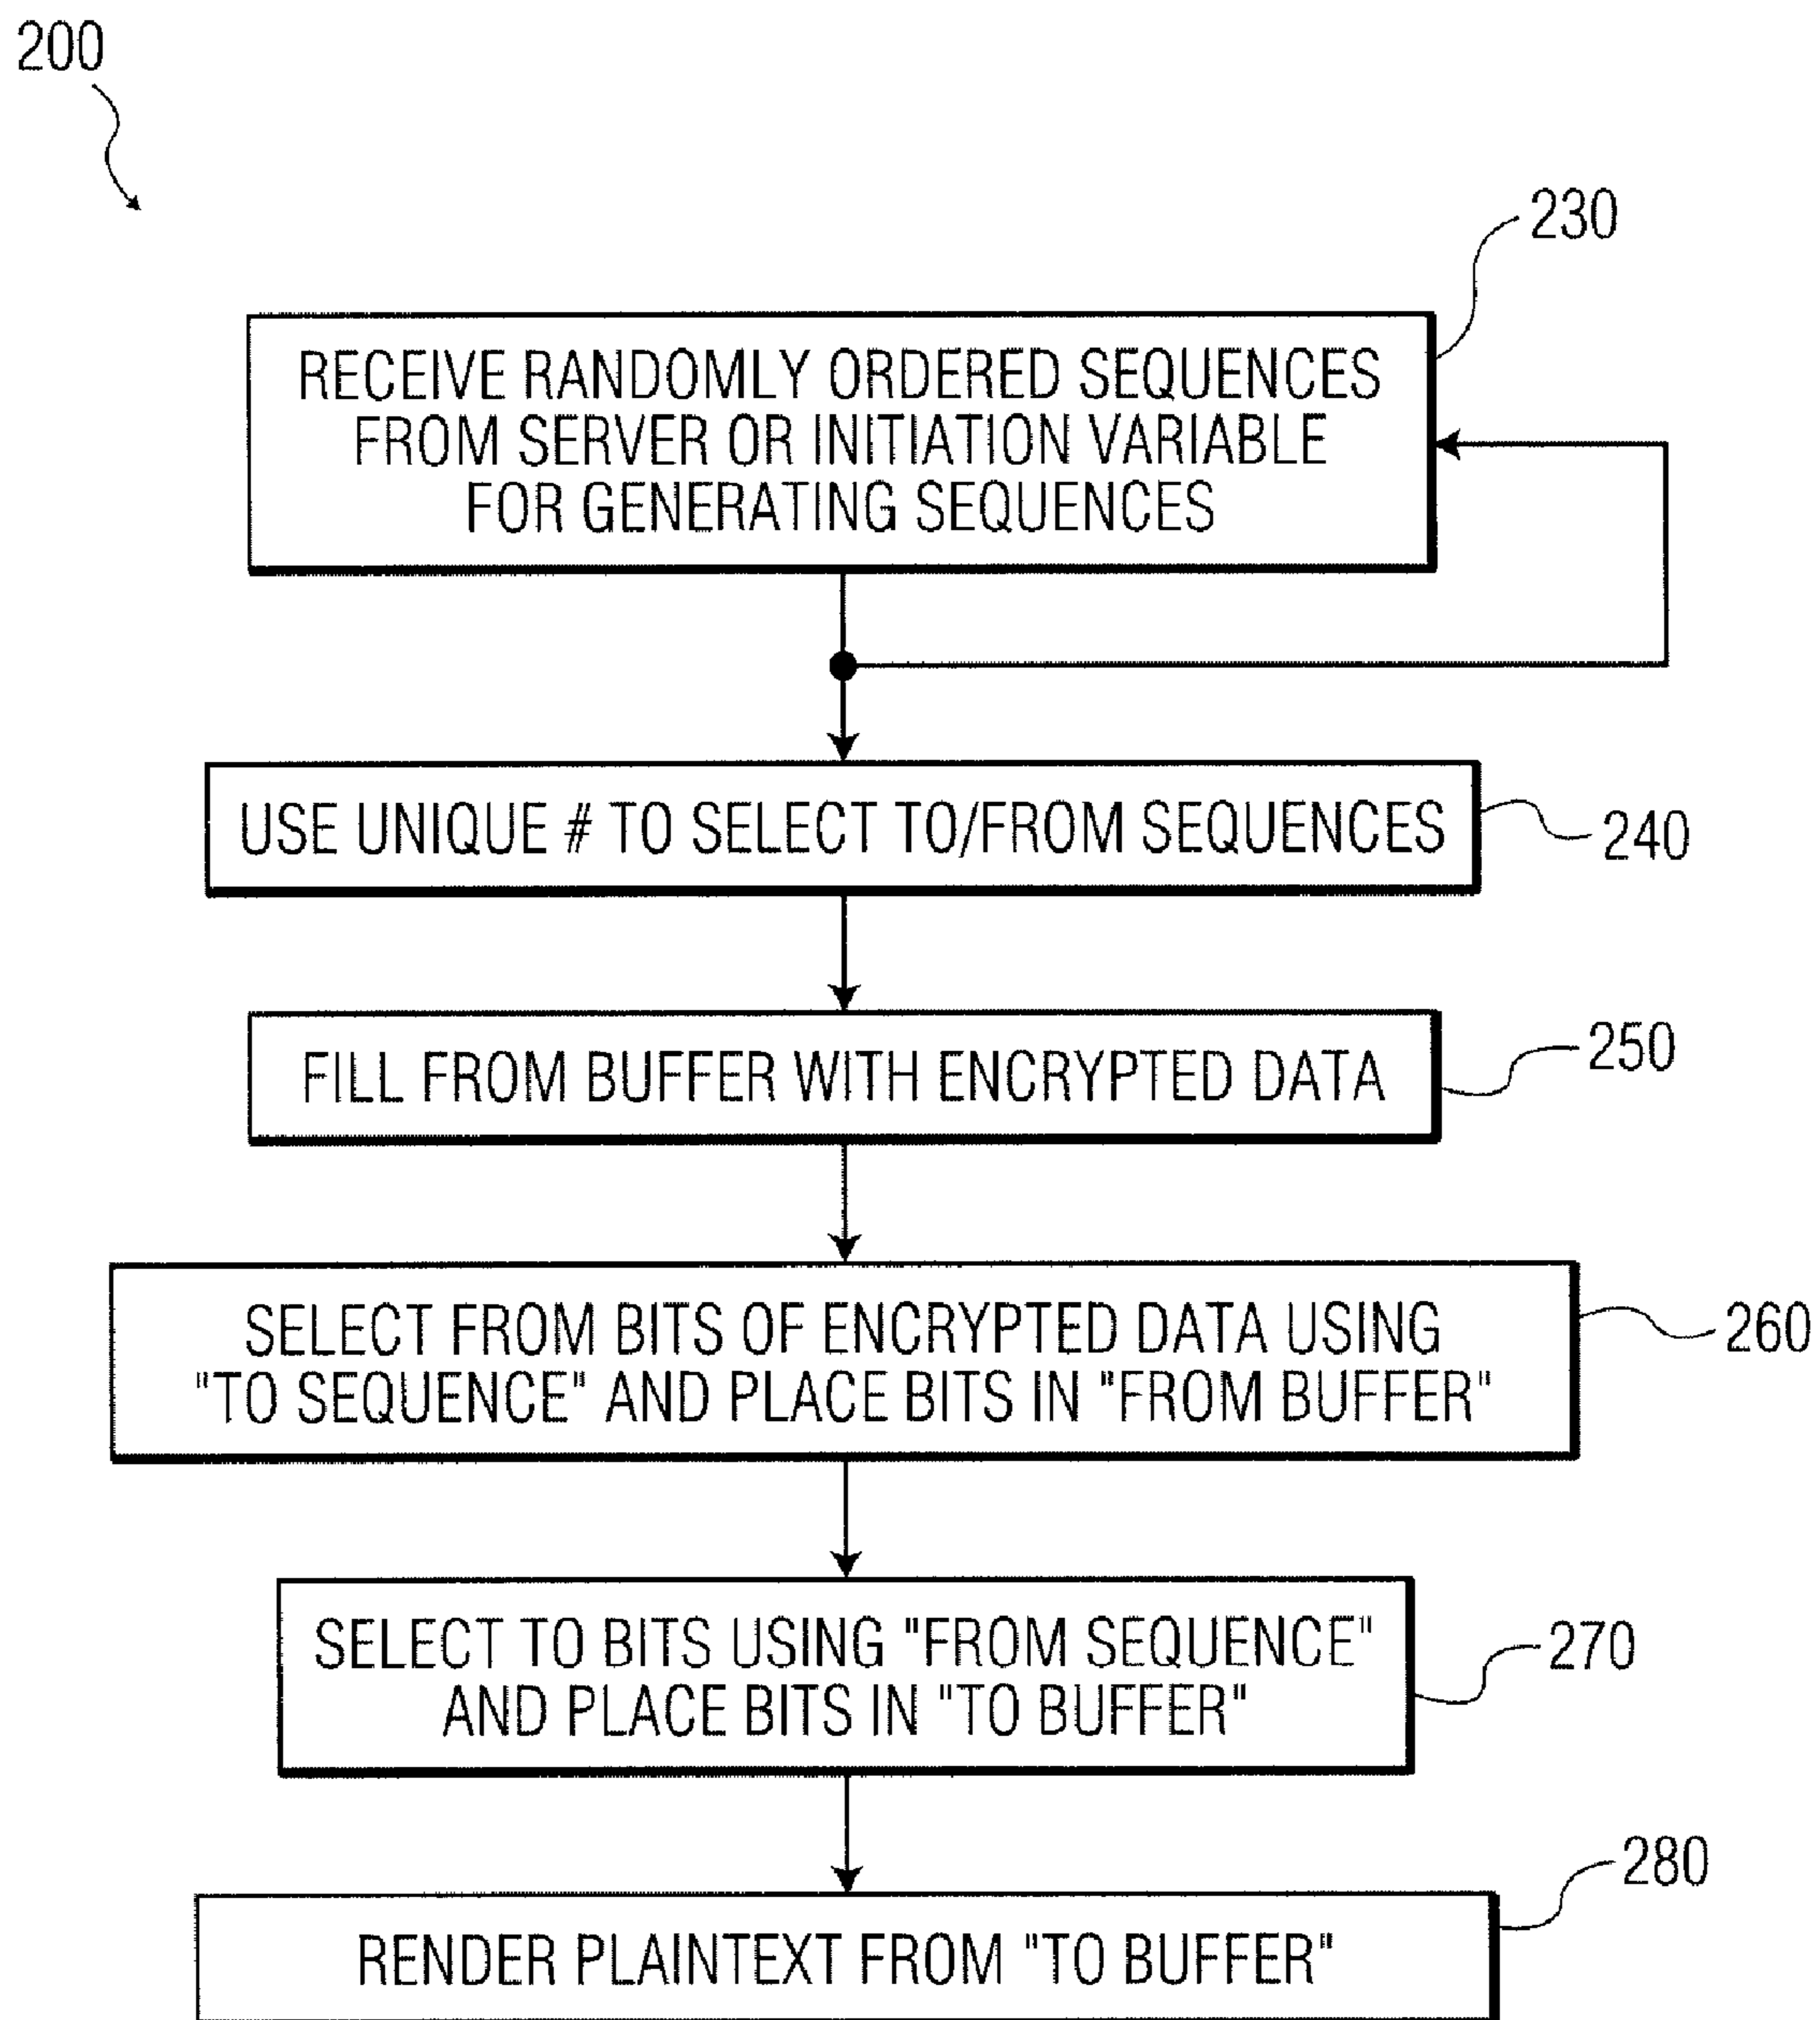 200
230
RECEIVE RANDOMLY ORDERED SEQUENCES
FROM SERVER OR INITIATION VARIABLE
FOR GENERATING SEQUENCES
USE UNIQUE # TO SELECT TO/FROM SEQUENCES
240
FILL FROM BUFFER WITH ENCRYPTED DATA
250
SELECT FROM BITS OF ENCRYPTED DATA USING
"TO SEQUENCE" AND PLACE BITS IN "FROM BUFFER"
260
SELECT TO BITS USING "FROM SEQUENCE"
AND PLACE BITS IN "TO BUFFER"
270
280
RENDER PLAINTEXT FROM "TO BUFFER"